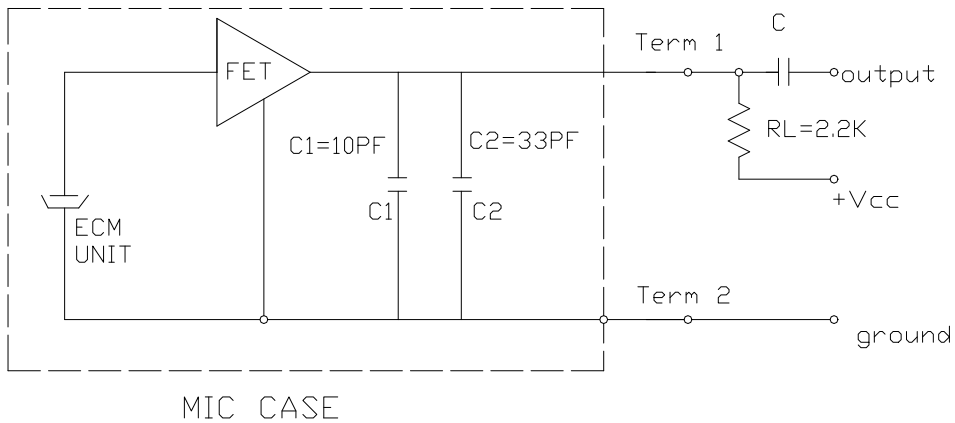 C
Term 1
FET
output
C1=10PF
C2=33PF
RL=2.2K
+Vcc
C1
C2
ECM
UNIT
Term 2
ground
MIC CASE